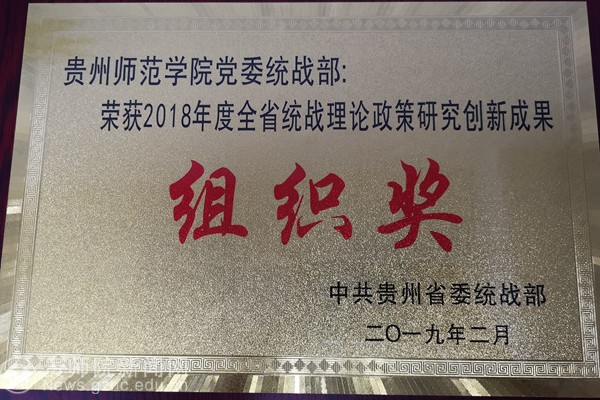 贵州师范学院党委统战部:
荣获2018年度全省统战理论政策研究创新成果
组织奖
中共贵州省委统战部
二〇一九年二月